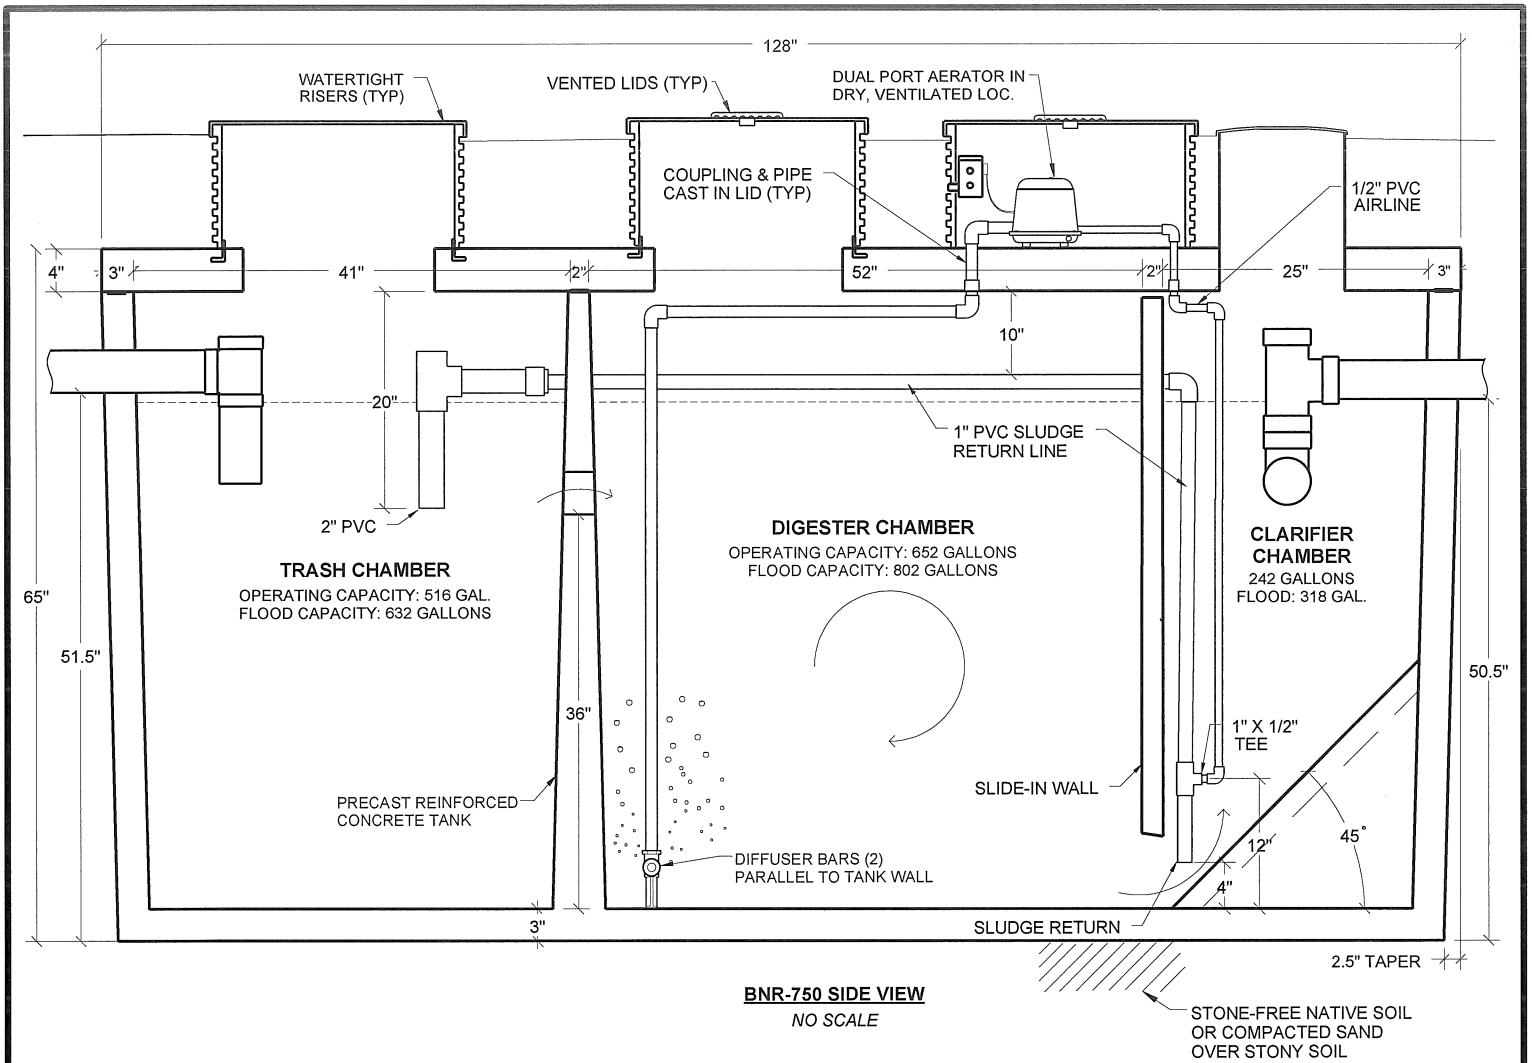 128"
WATERTIGHT
RISERS (TYP)
VENTED LIDS (TYP)
DUAL PORT AERATOR IN
DRY, VENTILATED LOC.
COUPLING & PIPE
CAST IN LID (TYP)
1/2" PVC
AIRLINE
4"
3"
41"
2"
52"
2"
25"
3"
10"
20"
1" PVC SLUDGE
RETURN LINE
2" PVC
DIGESTER CHAMBER
OPERATING CAPACITY: 652 GALLONS
FLOOD CAPACITY: 802 GALLONS
CLARIFIER
CHAMBER
242 GALLONS
FLOOD: 318 GAL.
TRASH CHAMBER
OPERATING CAPACITY: 516 GAL.
FLOOD CAPACITY: 632 GALLONS
65"
51.5"
50.5"
36"
1" X 1/2"
TEE
SLIDE-IN WALL
PRECAST REINFORCED
CONCRETE TANK
12"
45°
DIFFUSER BARS (2)
PARALLEL TO TANK WALL
4"
3"
SLUDGE RETURN
2.5" TAPER
BNR-750 SIDE VIEW
NO SCALE
STONE-FREE NATIVE SOIL
OR COMPACTED SAND
OVER STONY SOIL